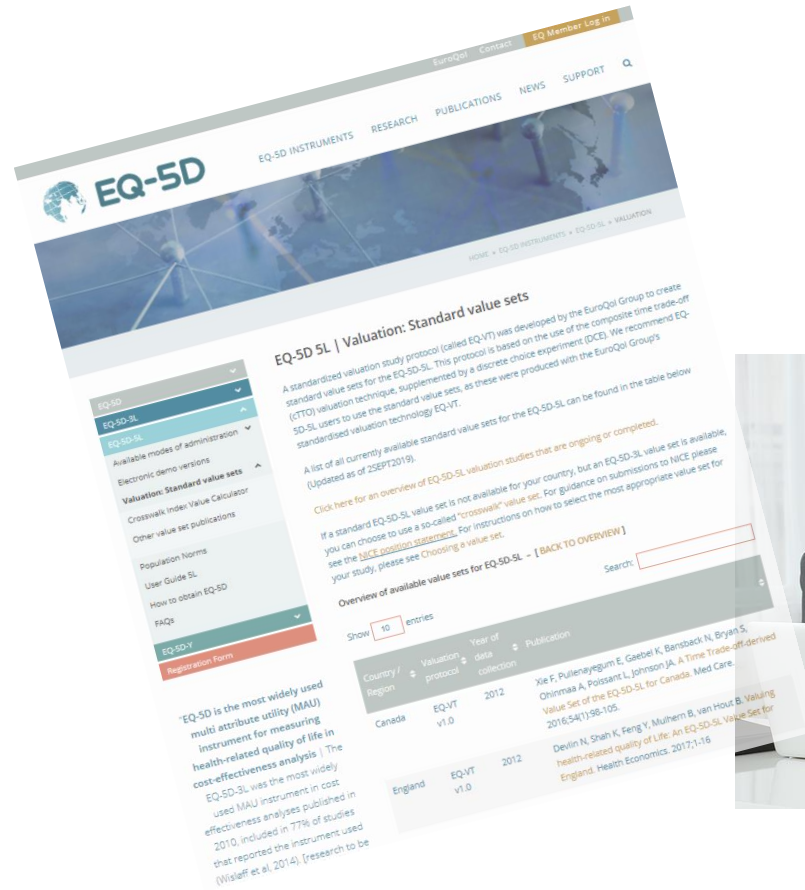 EuroQol Contact EQ Member Log in
EQ-5D
EQ-5D INSTRUMENTS RESEARCH PUBLICATIONS NEWS SUPPORT
HOME • EQ-5D INSTRUMENTS • EQ-5D-5L • VALUATION
EQ-5D
EQ-5D-3L
EQ-5D-5L
Available modes of administration
Electronic demo versions
Valuation: Standard value sets
Crosswalk Index Value Calculator
Other value set publications
Population Norms
User Guide 5L
How to obtain EQ-5D
FAQs
EQ-5D-Y
Registration Form
"EQ-5D is the most widely used
multi attribute utility (MAU)
instrument for measuring
health-related quality of life in
cost-effectiveness analysis | The
EQ-5D-3L was the most widely
used MAU instrument in cost
effectiveness analyses published in
2010, included in 77% of studies
that reported the instrument used
(Wisløff et al, 2014). [research to be
EQ-5D 5L | Valuation: Standard value sets
A standardized valuation study protocol (called EQ-VT) was developed by the EuroQol Group to create
standard value sets for the EQ-5D-5L. This protocol is based on the use of the composite time trade-off
(cTTO) valuation technique, supplemented by a discrete choice experiment (DCE). We recommend EQ-
5D-5L users to use the standard value sets, as these were produced with the EuroQol Group's
standardised valuation technology EQ-VT.
A list of all currently available standard value sets for the EQ-5D-5L can be found in the table below
(Updated as of 2SEPT2019).
Click here for an overview of EQ-5D-5L valuation studies that are ongoing or completed.
If a standard EQ-5D-5L value set is not available for your country, but an EQ-5D-3L value set is available,
you can choose to use a so-called "crosswalk" value set. For guidance on submissions to NICE please
see the NICE position statement. For instructions on how to select the most appropriate value set for
your study, please see Choosing a value set.
Overview of available value sets for EQ-5D-5L – [ BACK TO OVERVIEW ]
Show 10 entries
Search:
Country / Region Valuation protocol Year of data collection Publication
Canada EQ-VT v1.0 2012 Xie F, Pullenayegum E, Gaebel K, Bansback N, Bryan S,
Ohinmaa A, Poissant L, Johnson JA. A Time Trade-off-derived
Value Set of the EQ-5D-5L for Canada. Med Care.
2016;54(1):98-105.
England EQ-VT v1.0 2012 Devlin N, Shah K, Feng Y, Mulhern B, van Hout B. Valuing
health-related quality of Life: An EQ-5D-5L Value Set for
England. Health Economics. 2017;1-16